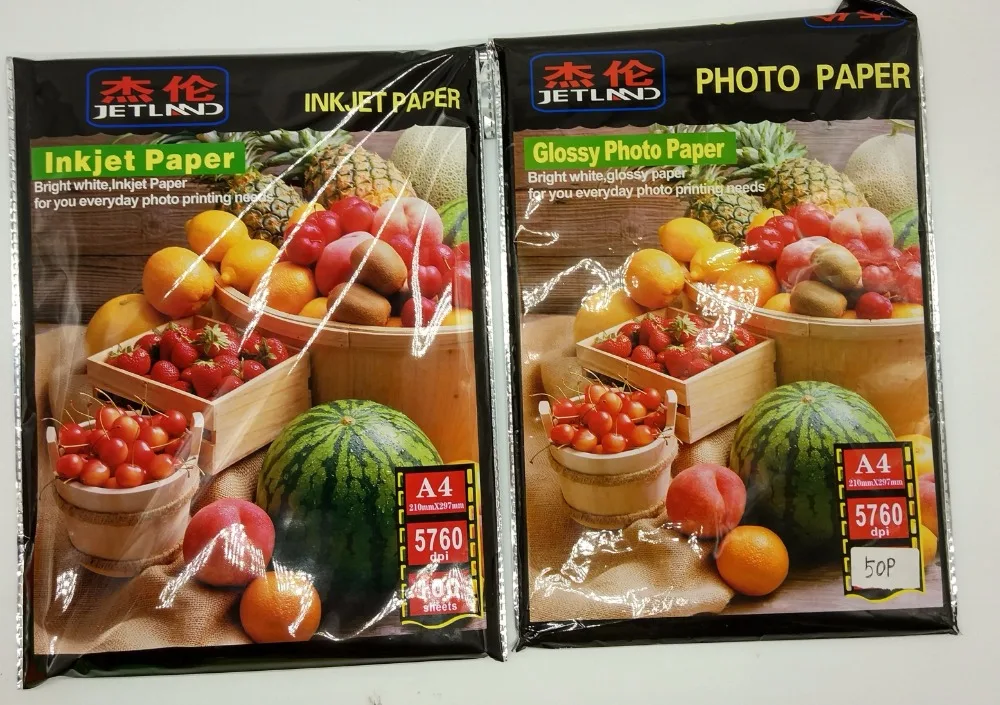 杰伦
JETLAND
INKJET PAPER
Inkjet Paper
Bright white,Inkjet Paper
for you everyday photo printing needs
A4
210mmX297mm
5760
dpi
100
sheets
杰伦
JETLAND
PHOTO PAPER
Glossy Photo Paper
Bright white,glossy paper
for you everyday photo printing needs
A4
210mmX297mm
5760
dpi
50P